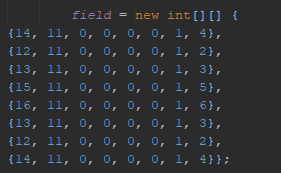 field = new int[][] {
{14, 11, 0, 0, 0, 0, 1, 4},
{12, 11, 0, 0, 0, 0, 1, 2},
{13, 11, 0, 0, 0, 0, 1, 3},
{15, 11, 0, 0, 0, 0, 1, 5},
{16, 11, 0, 0, 0, 0, 1, 6},
{13, 11, 0, 0, 0, 0, 1, 3},
{12, 11, 0, 0, 0, 0, 1, 2},
{14, 11, 0, 0, 0, 0, 1, 4}};